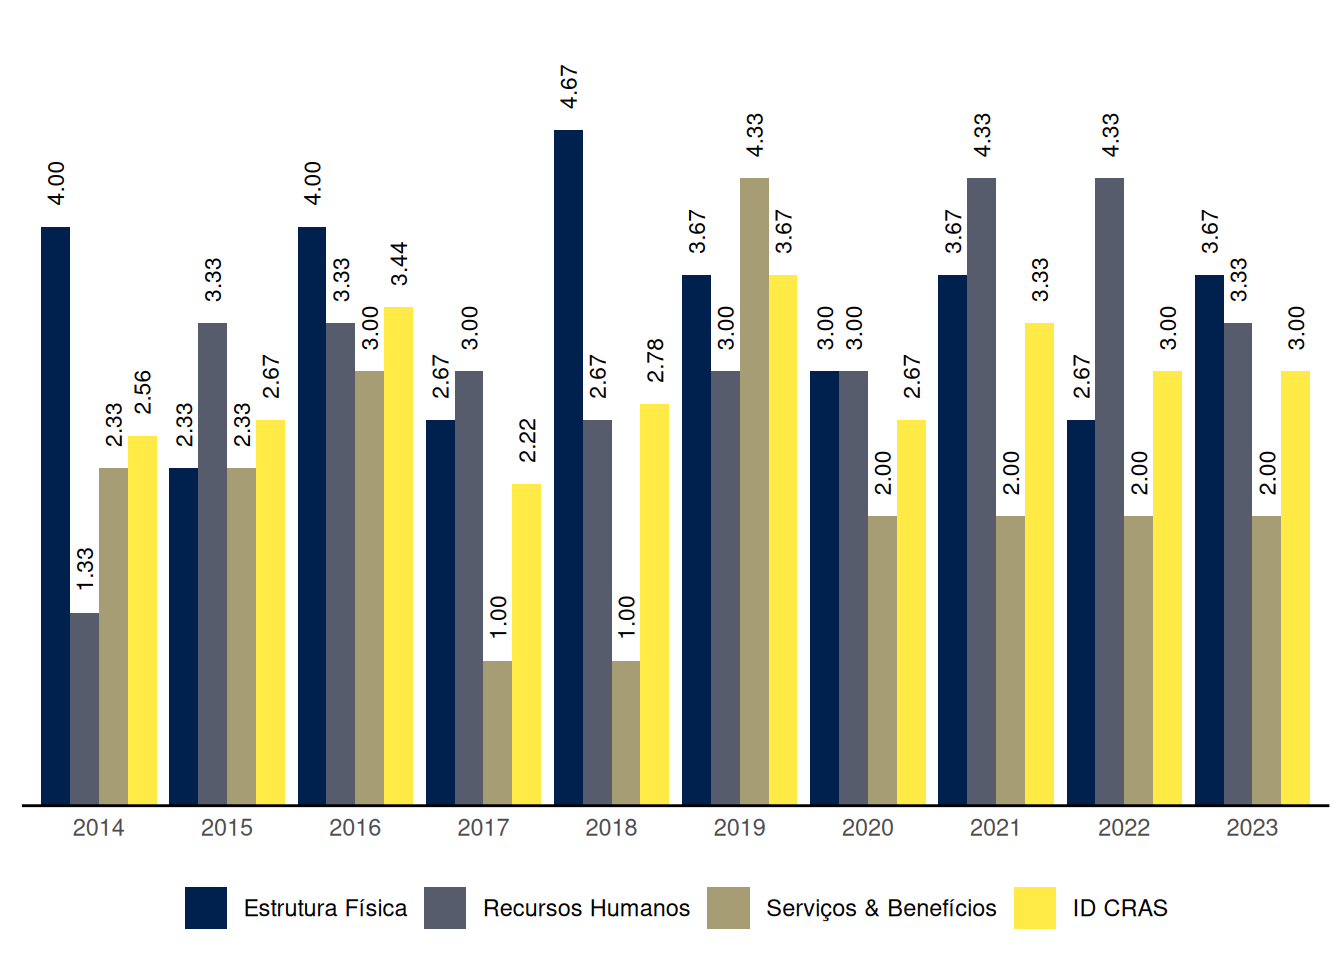 4.00 1.33 2.33 2.56
2.33 3.33 2.33 2.67
4.00 3.33 3.00 3.44
2.67 3.00 1.00 2.22
4.67 2.67 1.00 2.78
3.67 3.00 4.33 3.67
3.00 3.00 2.00 2.67
3.67 4.33 2.00 3.33
2.67 4.33 2.00 3.00
3.67 3.33 2.00 3.00
2014 2015 2016 2017 2018 2019 2020 2021 2022 2023
Estrutura Física Recursos Humanos Serviços & Benefícios ID CRAS